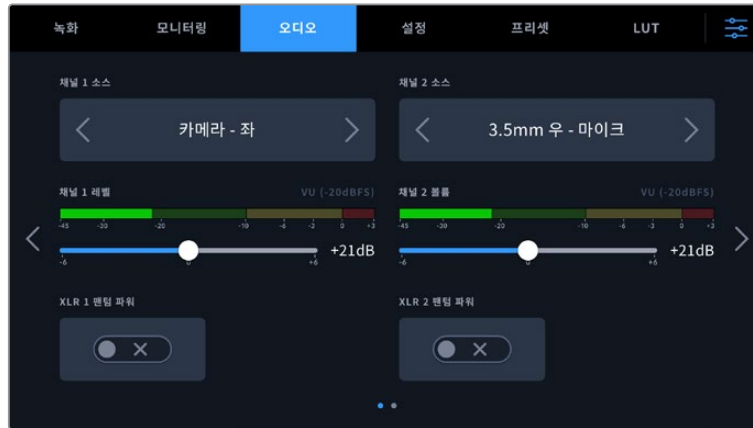 녹화 모니터링 오디오 설정 프리셋 LUT
채널 1 소스 채널 2 소스
카메라 - 좌 3.5mm 우 - 마이크
채널 1 레벨 VU (-20dBFS) 채널 2 볼륨 VU (-20dBFS)
-45 -30 -20 -10 -6 -3 0 +3 -45 -30 -20 -10 -6 -3 0 +3
+21dB +21dB
-6 0 +6 -6 0 +6
XLR 1 팬텀 파워 XLR 2 팬텀 파워